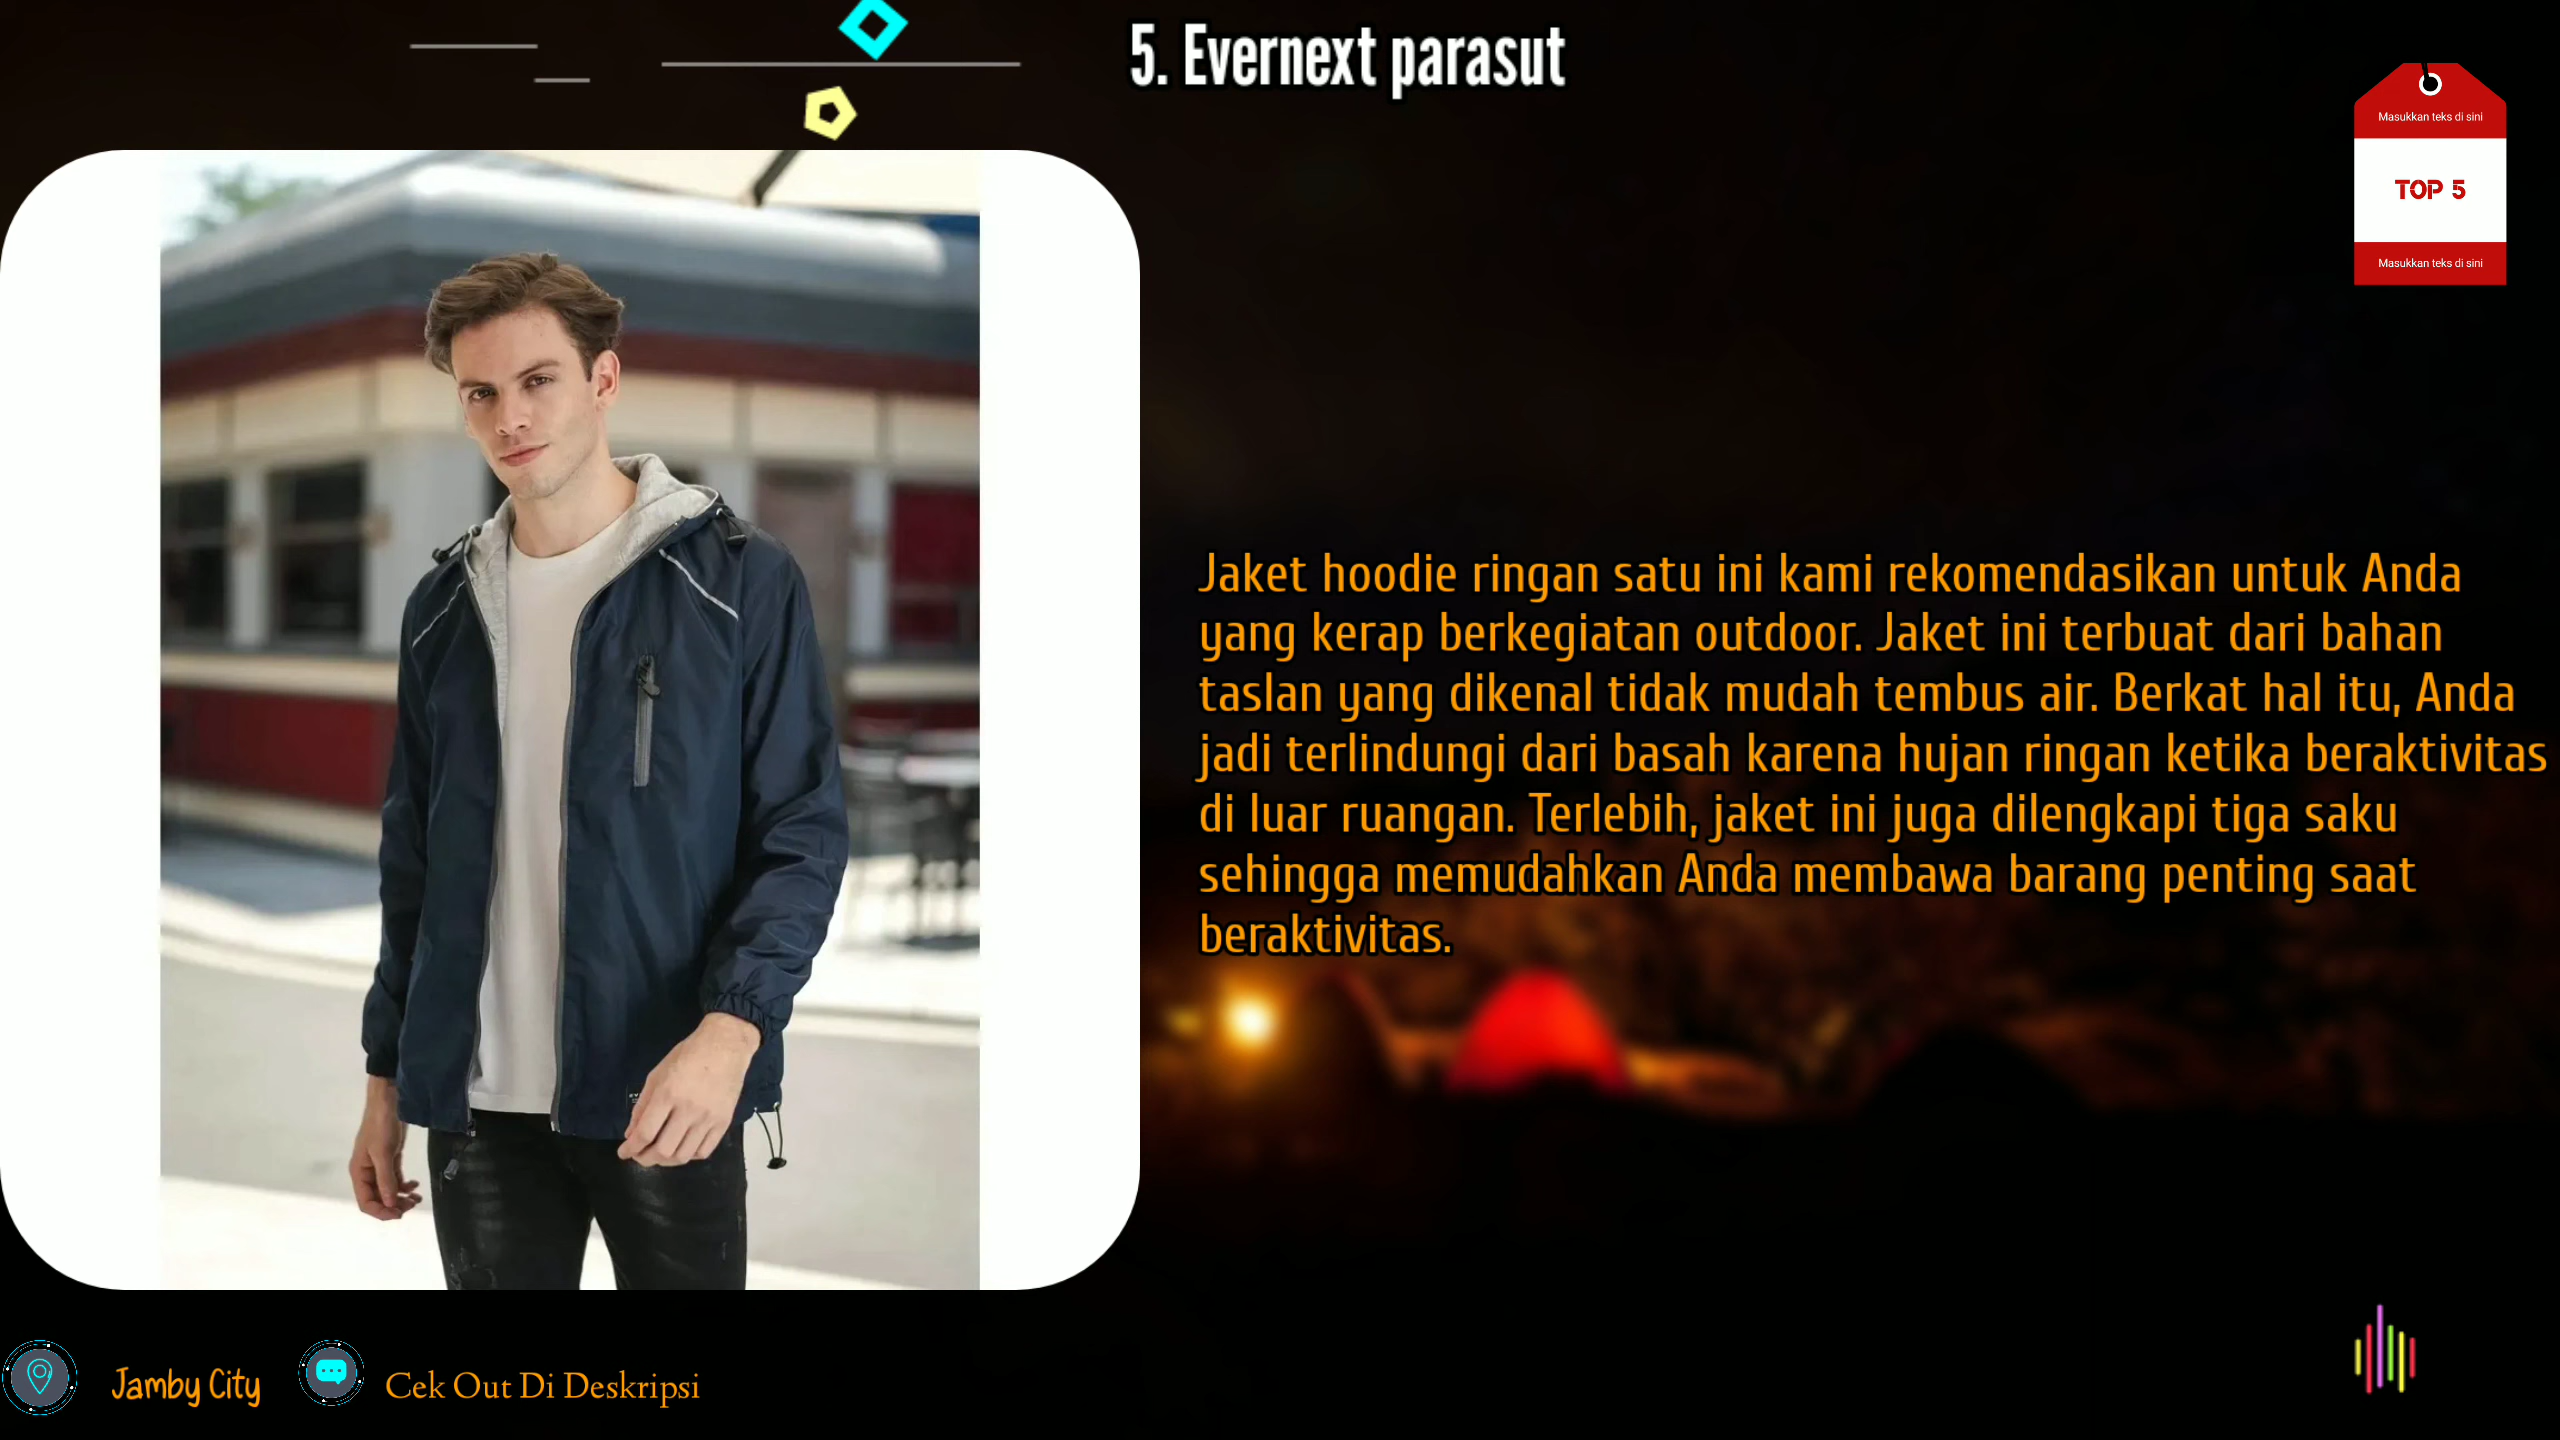 5. Evernext parasut
Masukkan teks di sini
TOP 5
Masukkan teks di sini
Jaket hoodie ringan satu ini kami rekomendasikan untuk Anda
yang kerap berkegiatan outdoor. Jaket ini terbuat dari bahan
taslan yang dikenal tidak mudah tembus air. Berkat hal itu, Anda
jadi terlindungi dari basah karena hujan ringan ketika beraktivitas
di luar ruangan. Terlebih, jaket ini juga dilengkapi tiga saku
sehingga memudahkan Anda membawa barang penting saat
beraktivitas.
Jamby City
Cek Out Di Deskripsi